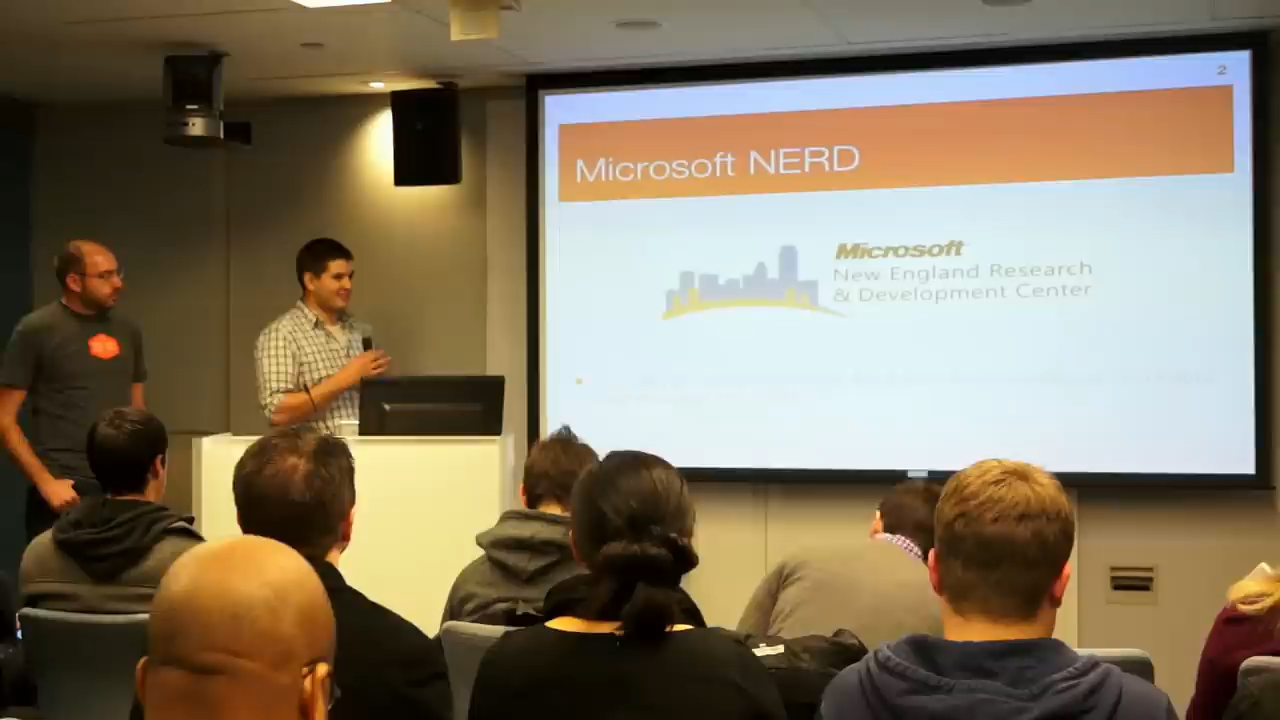 2
Microsoft NERD
Microsoft
New England Research
& Development Center